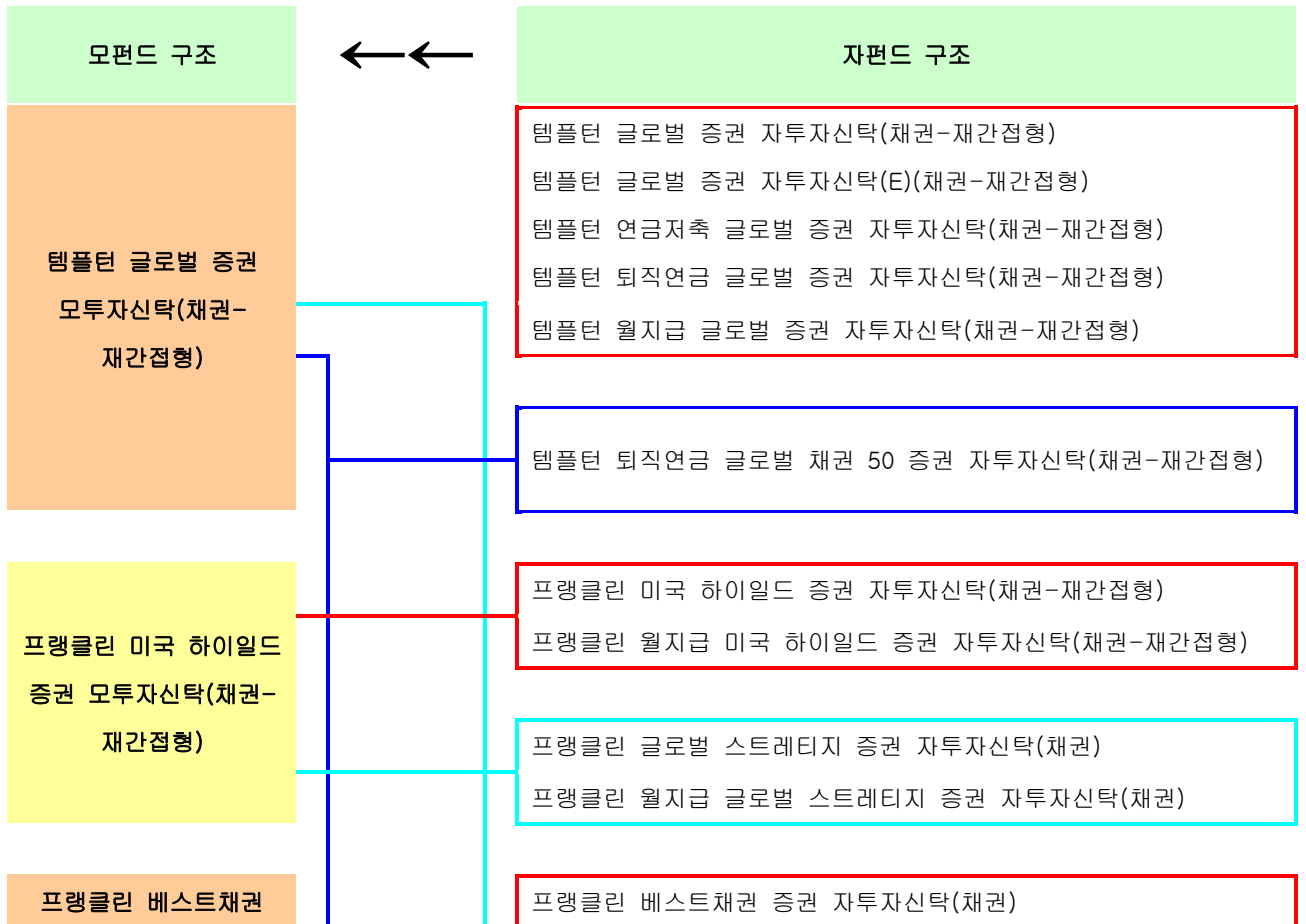 모펀드 구조
자펀드 구조
템플턴 글로벌 증권
모투자신탁(채권-
재간접형)
템플턴 글로벌 증권 자투자신탁(채권-재간접형)
템플턴 글로벌 증권 자투자신탁(E)(채권-재간접형)
템플턴 연금저축 글로벌 증권 자투자신탁(채권-재간접형)
템플턴 퇴직연금 글로벌 증권 자투자신탁(채권-재간접형)
템플턴 월지급 글로벌 증권 자투자신탁(채권-재간접형)
템플턴 퇴직연금 글로벌 채권 50 증권 자투자신탁(채권-재간접형)
프랭클린 미국 하이일드
증권 모투자신탁(채권-
재간접형)
프랭클린 미국 하이일드 증권 자투자신탁(채권-재간접형)
프랭클린 월지급 미국 하이일드 증권 자투자신탁(채권-재간접형)
프랭클린 글로벌 스트레티지 증권 자투자신탁(채권)
프랭클린 월지급 글로벌 스트레티지 증권 자투자신탁(채권)
프랭클린 베스트채권
프랭클린 베스트채권 증권 자투자신탁(채권)